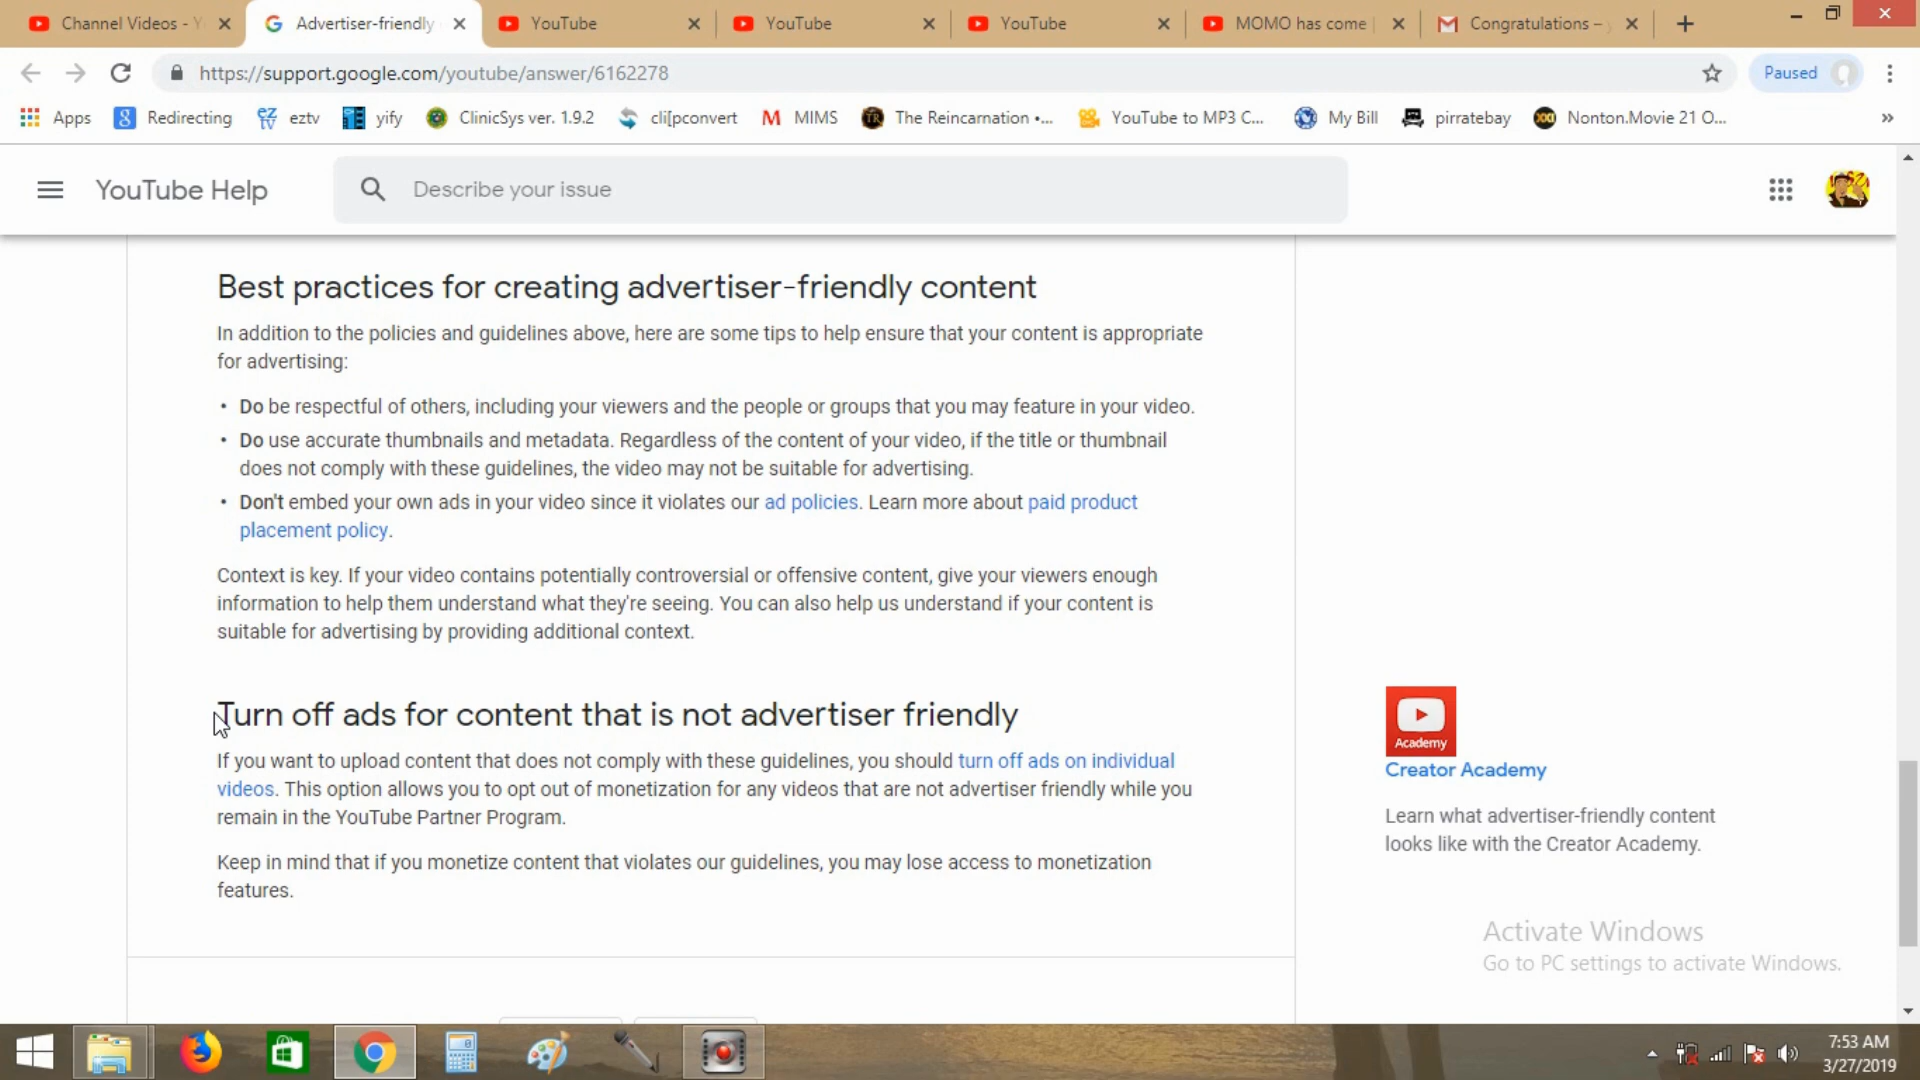 Channel Videos - Y
Advertiser-friendly
YouTube
YouTube
YouTube
MOMO has come
Congratulations –
https://support.google.com/youtube/answer/6162278
Paused
Apps
Redirecting
eztv
yify
ClinicSys ver. 1.9.2
cli[pconvert
MIMS
The Reincarnation •...
YouTube to MP3 C...
My Bill
pirratebay
Nonton.Movie 21 O...
»
YouTube Help
Describe your issue
Best practices for creating advertiser-friendly content
In addition to the policies and guidelines above, here are some tips to help ensure that your content is appropriate
for advertising:
• Do be respectful of others, including your viewers and the people or groups that you may feature in your video.
• Do use accurate thumbnails and metadata. Regardless of the content of your video, if the title or thumbnail
does not comply with these guidelines, the video may not be suitable for advertising.
• Don't embed your own ads in your video since it violates our ad policies. Learn more about paid product
placement policy.
Context is key. If your video contains potentially controversial or offensive content, give your viewers enough
information to help them understand what they're seeing. You can also help us understand if your content is
suitable for advertising by providing additional context.
Turn off ads for content that is not advertiser friendly
If you want to upload content that does not comply with these guidelines, you should turn off ads on individual
videos. This option allows you to opt out of monetization for any videos that are not advertiser friendly while you
remain in the YouTube Partner Program.
Keep in mind that if you monetize content that violates our guidelines, you may lose access to monetization
features.
Academy
Creator Academy
Learn what advertiser-friendly content
looks like with the Creator Academy.
Activate Windows
Go to PC settings to activate Windows.
7:53 AM
3/27/2019